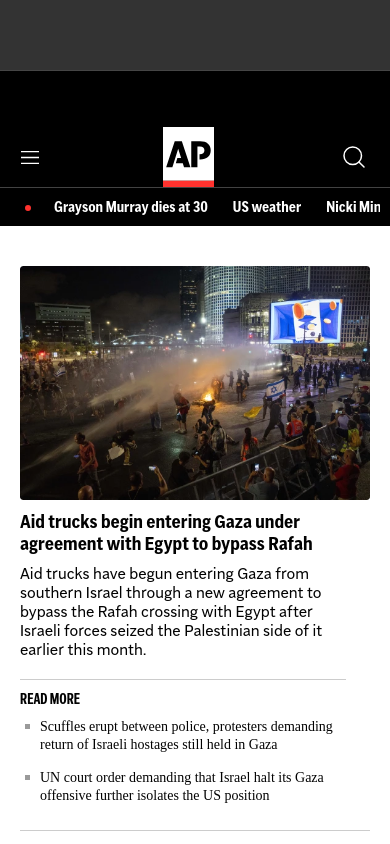 AP
Grayson Murray dies at 30 US weather Nicki Min
Aid trucks begin entering Gaza under
agreement with Egypt to bypass Rafah
Aid trucks have begun entering Gaza from
southern Israel through a new agreement to
bypass the Rafah crossing with Egypt after
Israeli forces seized the Palestinian side of it
earlier this month.
READ MORE
Scuffles erupt between police, protesters demanding
return of Israeli hostages still held in Gaza
UN court order demanding that Israel halt its Gaza
offensive further isolates the US position